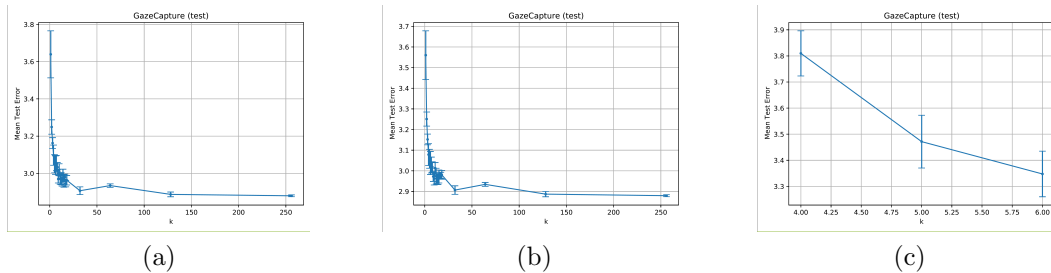 GazeCapture (test)
3.8
3.6
3.4
3.2
3.0
Mean Test Error
0 50 100 150 200 250
k
(a)
GazeCapture (test)
3.7
3.6
3.5
3.4
3.3
3.2
3.1
3.0
2.9
Mean Test Error
0 50 100 150 200 250
k
(b)
GazeCapture (test)
3.9
3.8
3.7
3.6
3.5
3.4
3.3
Mean Test Error
4.00 4.25 4.50 4.75 5.00 5.25 5.50 5.75 6.00
k
(c)